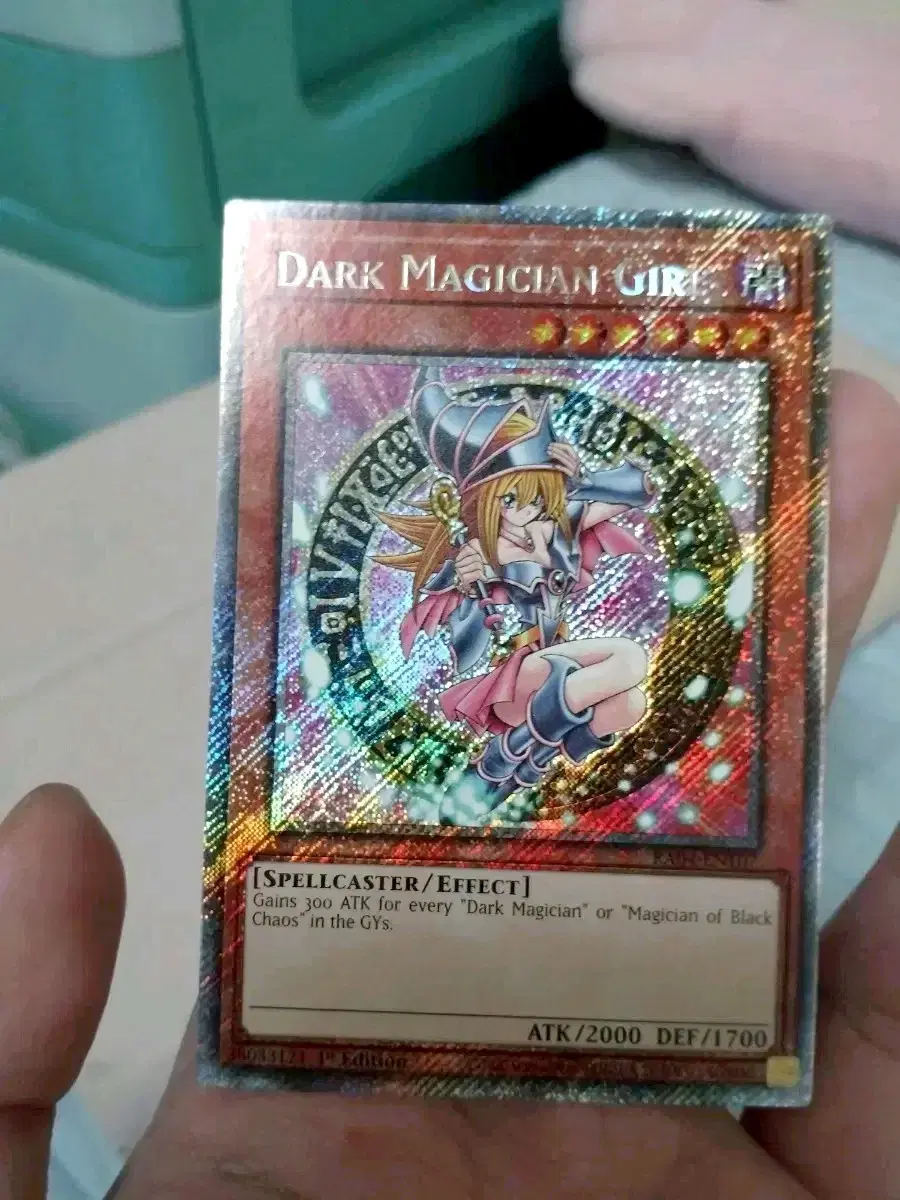 DARK MAGICIAN GIRL
[SPELLCASTER/EFFECT]
Gains 300 ATK for every "Dark Magician" or "Magician of Black
Chaos" in the GYs.
ATK/2000 DEF/1700
1st Edition